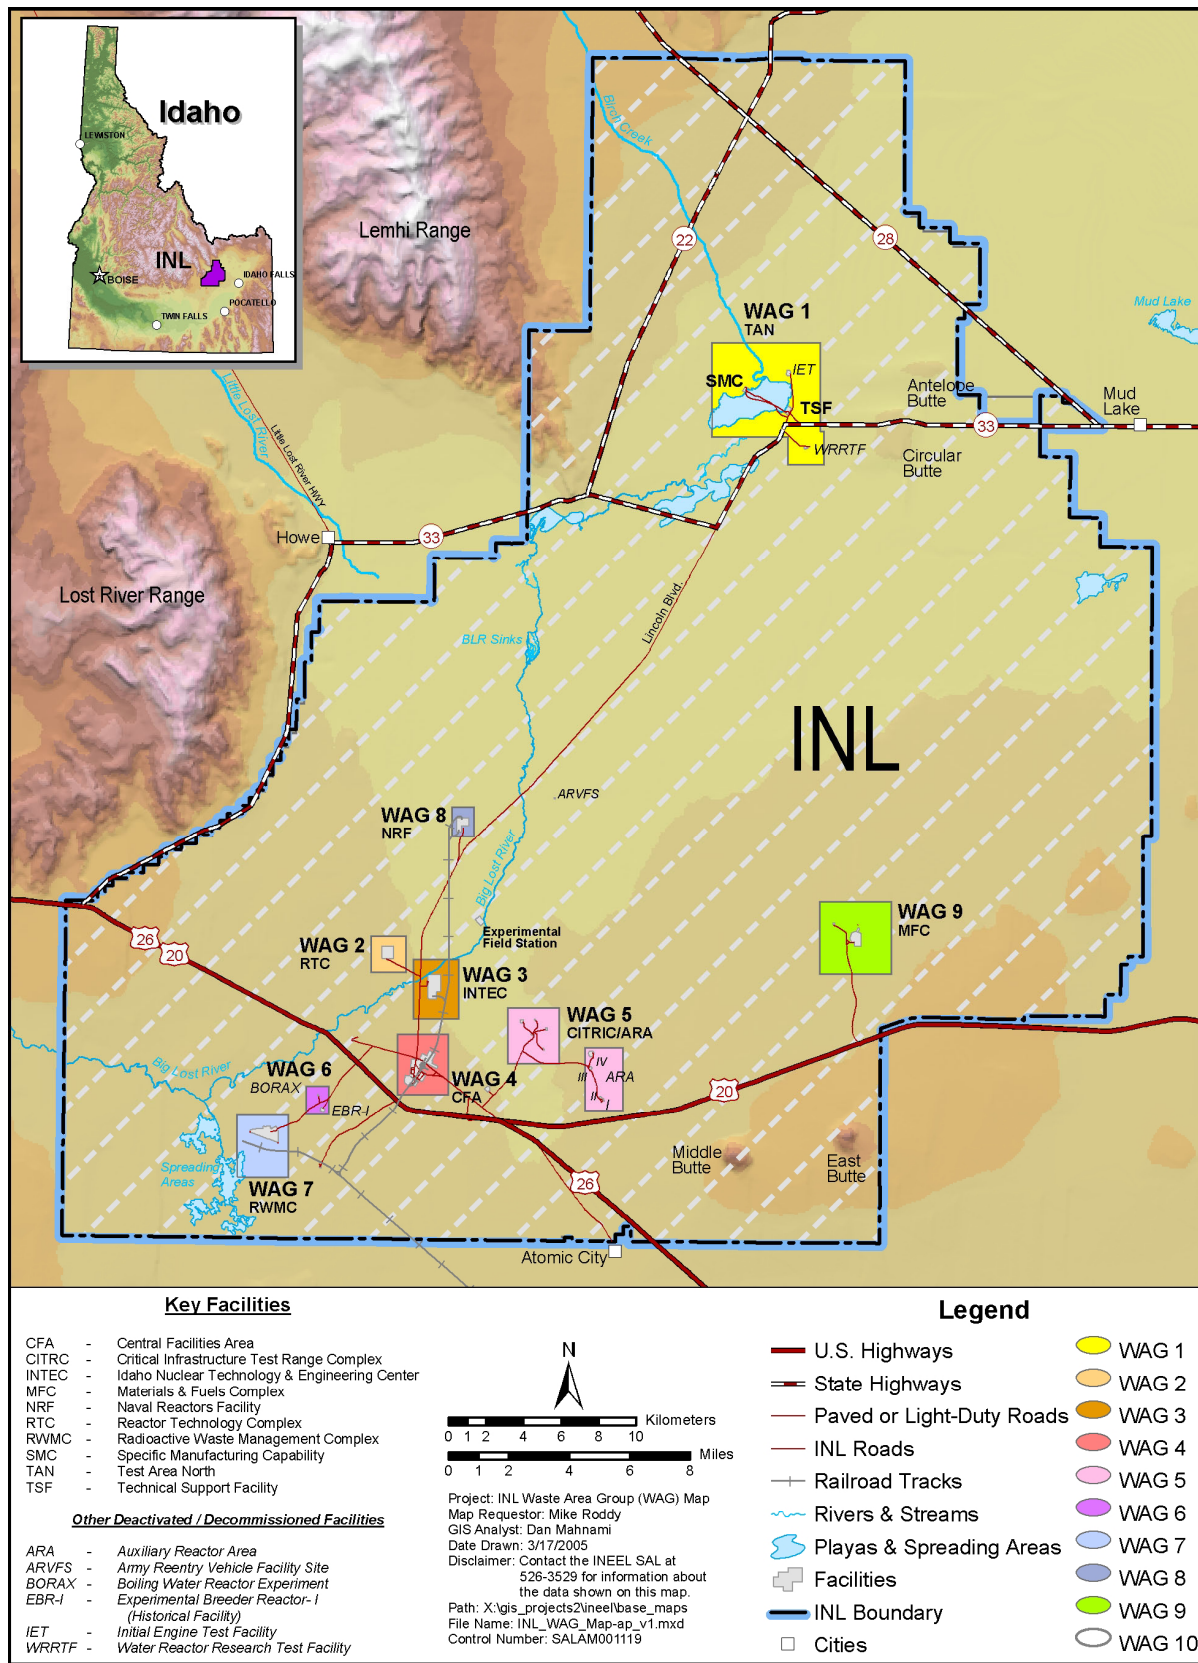 Idaho
LEWISTON
INL
BOISE
IDAHO FALLS
POCATELLO
TWIN FALLS
Birch Creek
Lemhi Range
22
28
Mud Lake
WAG 1
TAN
IET
SMC
TSF
WRRTF
Antelope
Butte
Mud
Lake
33
Circular
Butte
Little Lost River
Little Lost River HWY
Howe
33
Lost River Range
Lincoln Blvd.
BLR Sinks
INL
ARVFS
WAG 8
NRF
Big Lost River
Experimental
Field Station
WAG 9
MFC
26
20
WAG 2
RTC
WAG 3
INTEC
WAG 5
CITRIC/ARA
IV
III
ARA
II
I
Big Lost River
WAG 6
BORAX
EBR-I
WAG 4
CFA
20
Spreading
Areas
WAG 7
RWMC
Middle
Butte
East
Butte
26
Atomic City
Key Facilities
CFA - Central Facilities Area
CITRC - Critical Infrastructure Test Range Complex
INTEC - Idaho Nuclear Technology & Engineering Center
MFC - Materials & Fuels Complex
NRF - Naval Reactors Facility
RTC - Reactor Technology Complex
RWMC - Radioactive Waste Management Complex
SMC - Specific Manufacturing Capability
TAN - Test Area North
TSF - Technical Support Facility
Other Deactivated / Decommissioned Facilities
ARA - Auxiliary Reactor Area
ARVFS - Army Reentry Vehicle Facility Site
BORAX - Boiling Water Reactor Experiment
EBR-I - Experimental Breeder Reactor- I
(Historical Facility)
IET - Initial Engine Test Facility
WRRTF - Water Reactor Research Test Facility
N
Kilometers
0 1 2 4 6 8 10
Miles
0 1 2 4 6 8
Project: INL Waste Area Group (WAG) Map
Map Requestor: Mike Roddy
GIS Analyst: Dan Mahnami
Date Drawn: 3/17/2005
Disclaimer: Contact the INEEL SAL at
526-3529 for information about
the data shown on this map.
Path: X:\gis_projects2\ineel\base_maps
File Name: INL_WAG_Map-ap_v1.mxd
Control Number: SALAM001119
Legend
U.S. Highways
State Highways
Paved or Light-Duty Roads
INL Roads
Railroad Tracks
Rivers & Streams
Playas & Spreading Areas
Facilities
INL Boundary
Cities
WAG 1
WAG 2
WAG 3
WAG 4
WAG 5
WAG 6
WAG 7
WAG 8
WAG 9
WAG 10